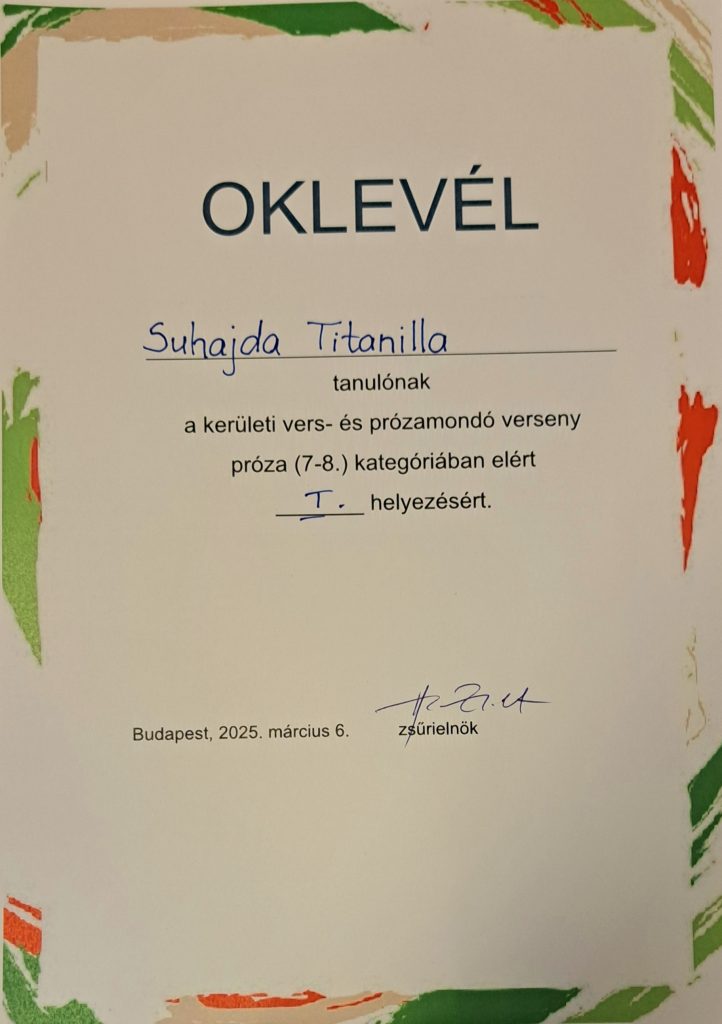 OKLEVÉL
Suhajda Titanilla
tanulónak
a kerületi vers- és prózamondó verseny
próza (7-8.) kategóriában elért
I. helyezésért.
Budapest, 2025. március 6.
zsűrielnök